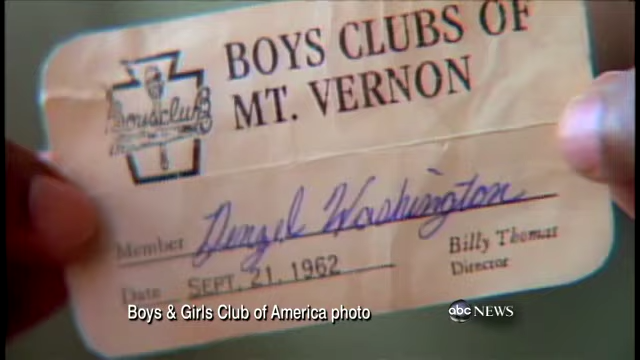 BOYS CLUBS OF
MT. VERNON
Member Denzel Washington
Billy Thomas
Date SEPT. 21, 1962
Director
Boys & Girls Club of America photo
abc NEWS